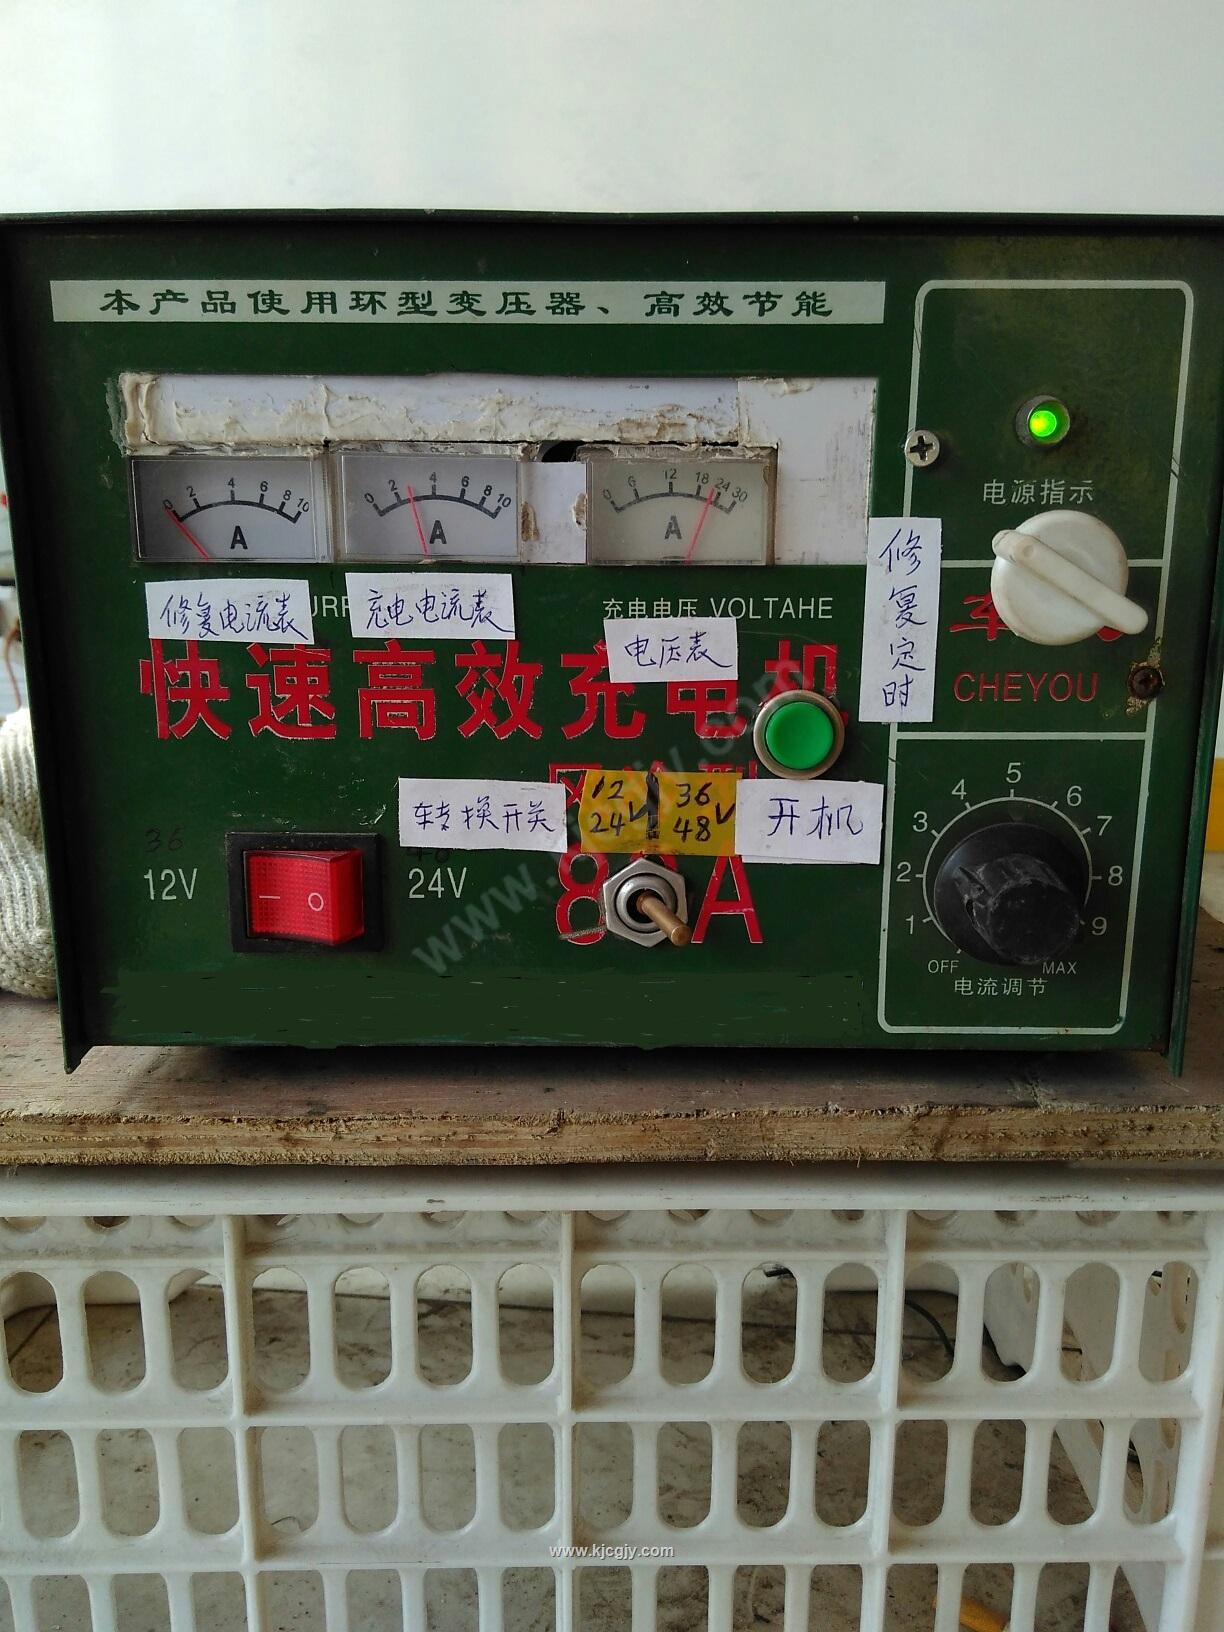 本产品使用环型变压器、高效节能
0 2 4 6 8 10
A
0 2 4 6 8 10
A
0 6 12 18 24 30
A
电源指示
修复电流表
充电电流表
充电电压 VOLTAHE
电压表
修复定时
快速高效充电机
车
CHEYOU
转换开关
12
24V
36
48V
开机
36
12V
24V
A
1 2 3 4 5 6 7 8 9
OFF
MAX
电流调节
www.kjcgjy.com